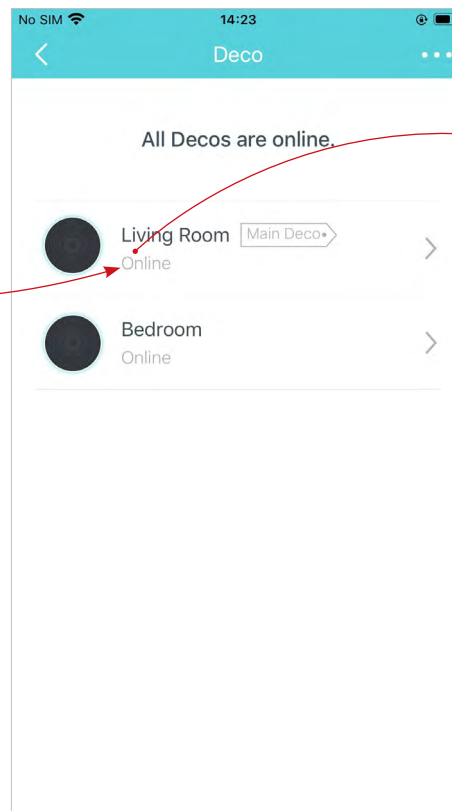 No SIM 14:23
Deco
All Decos are online.
Living Room Main Deco
Online
Bedroom
Online